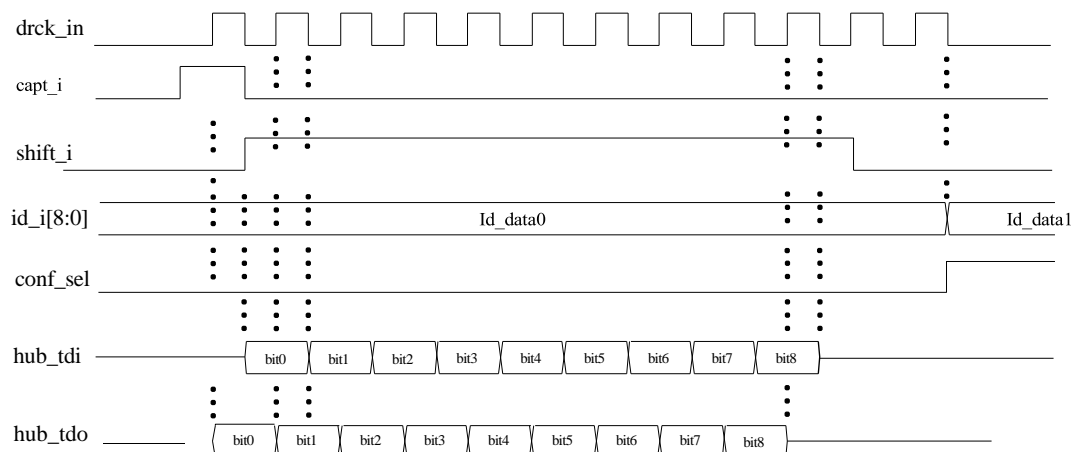 drck_in
capt_i
shift_i
id_i[8:0] Id_data0 Id_data1
conf_sel
hub_tdi bit0 bit1 bit2 bit3 bit4 bit5 bit6 bit7 bit8
hub_tdo bit0 bit1 bit2 bit3 bit4 bit5 bit6 bit7 bit8